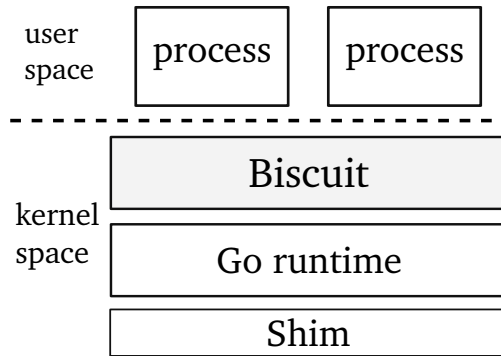 user
space
process
process
Biscuit
kernel
space
Go runtime
Shim